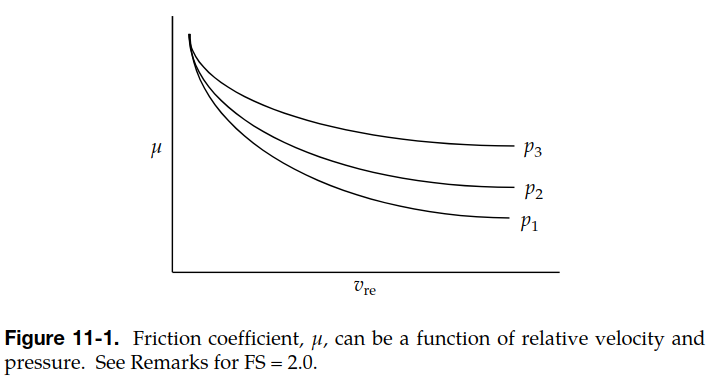 p3
μ
p2
p1
vre
Figure 11-1. Friction coefficient, μ, can be a function of relative velocity and
pressure. See Remarks for FS = 2.0.